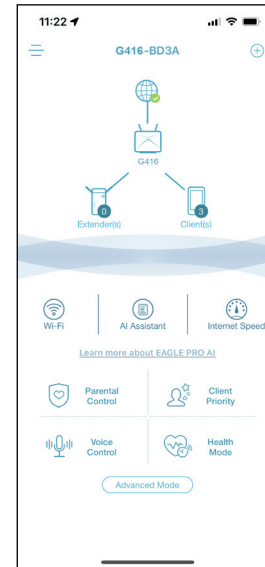 11:22
G416-BD3A
G416
0
3
Extender(s)
Client(s)
Wi-Fi
AI Assistant
Internet Speed
Learn more about EAGLE PRO AI
Parental
Control
Client
Priority
Voice
Control
Health
Mode
Advanced Mode